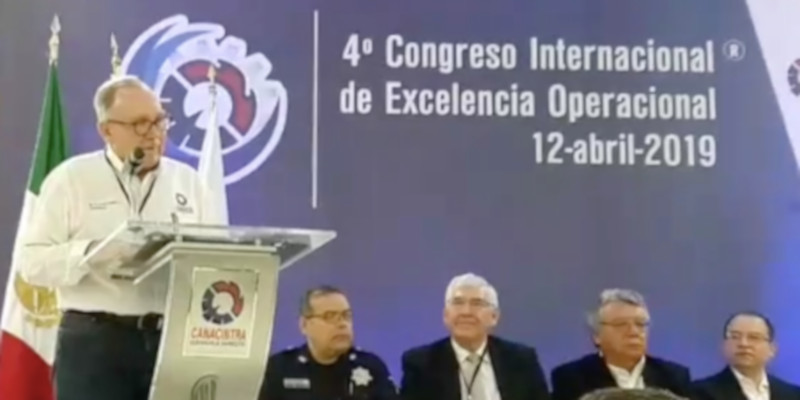 4º Congreso Internacional ®
de Excelencia Operacional
12-abril-2019
CANACINTRA